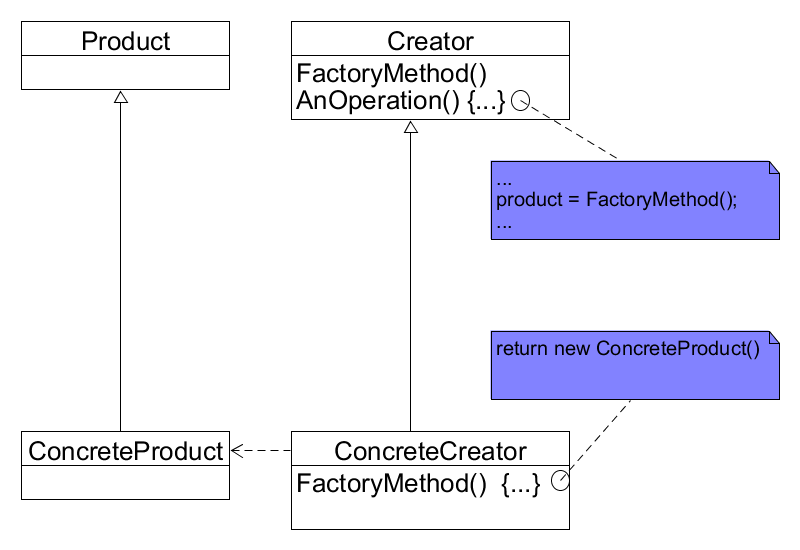 Product
Creator
FactoryMethod()
AnOperation() {...}
...
product = FactoryMethod();
...
return new ConcreteProduct()
ConcreteProduct
ConcreteCreator
FactoryMethod()  {...}